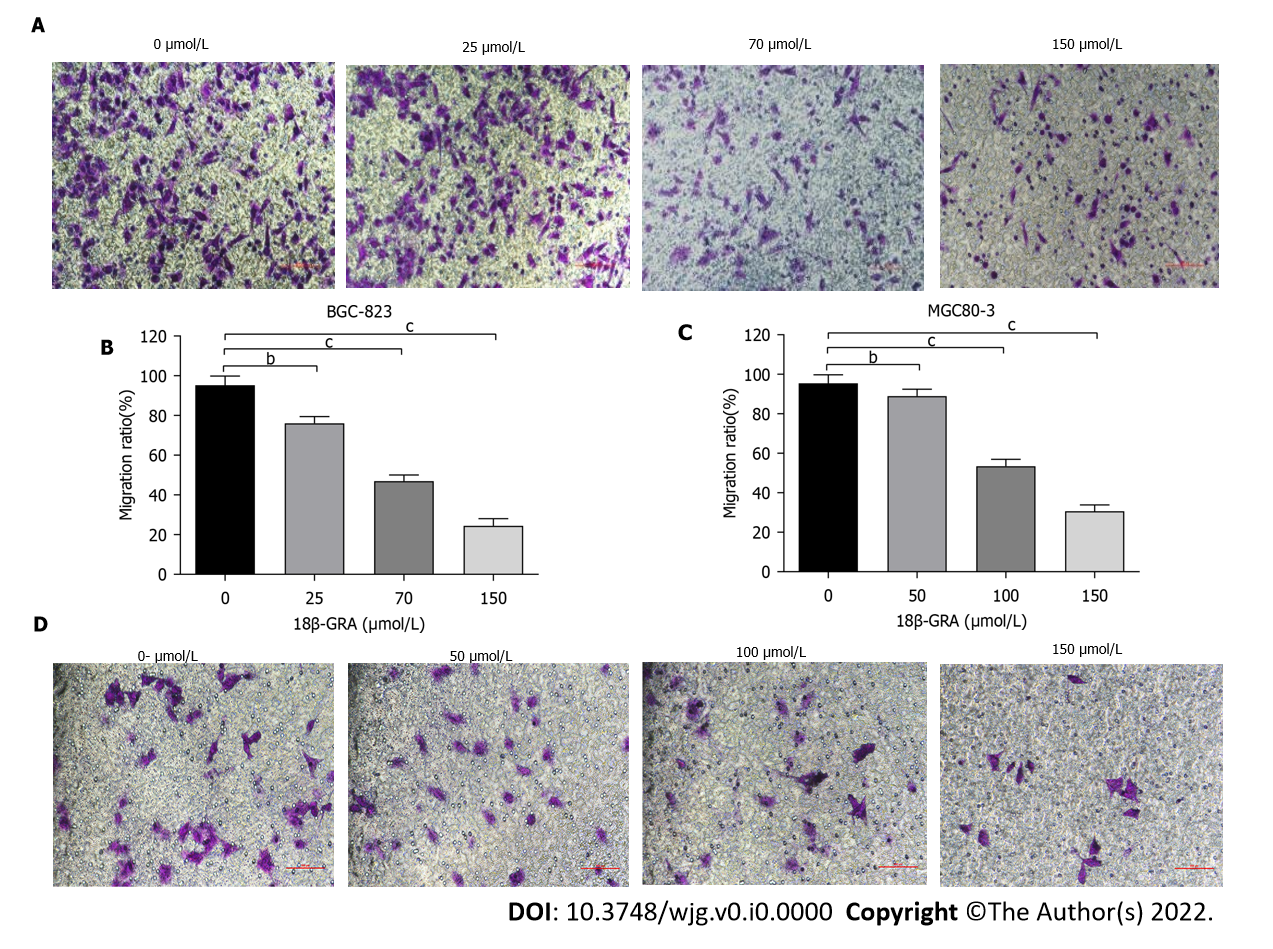 A
0 µmol/L
25 µmol/L
70 µmol/L
150 µmol/L
BGC-823
B
c
c
b
120
100
80
60
40
20
0
Migration ratio(%)
0 25 70 150
18β-GRA (µmol/L)
MGC80-3
C
c
c
b
120
100
80
60
40
20
0
Migration ratio(%)
0 50 100 150
18β-GRA (µmol/L)
D
0- µmol/L
50 µmol/L
100 µmol/L
150 µmol/L
DOI: 10.3748/wjg.v0.i0.0000 Copyright ©The Author(s) 2022.